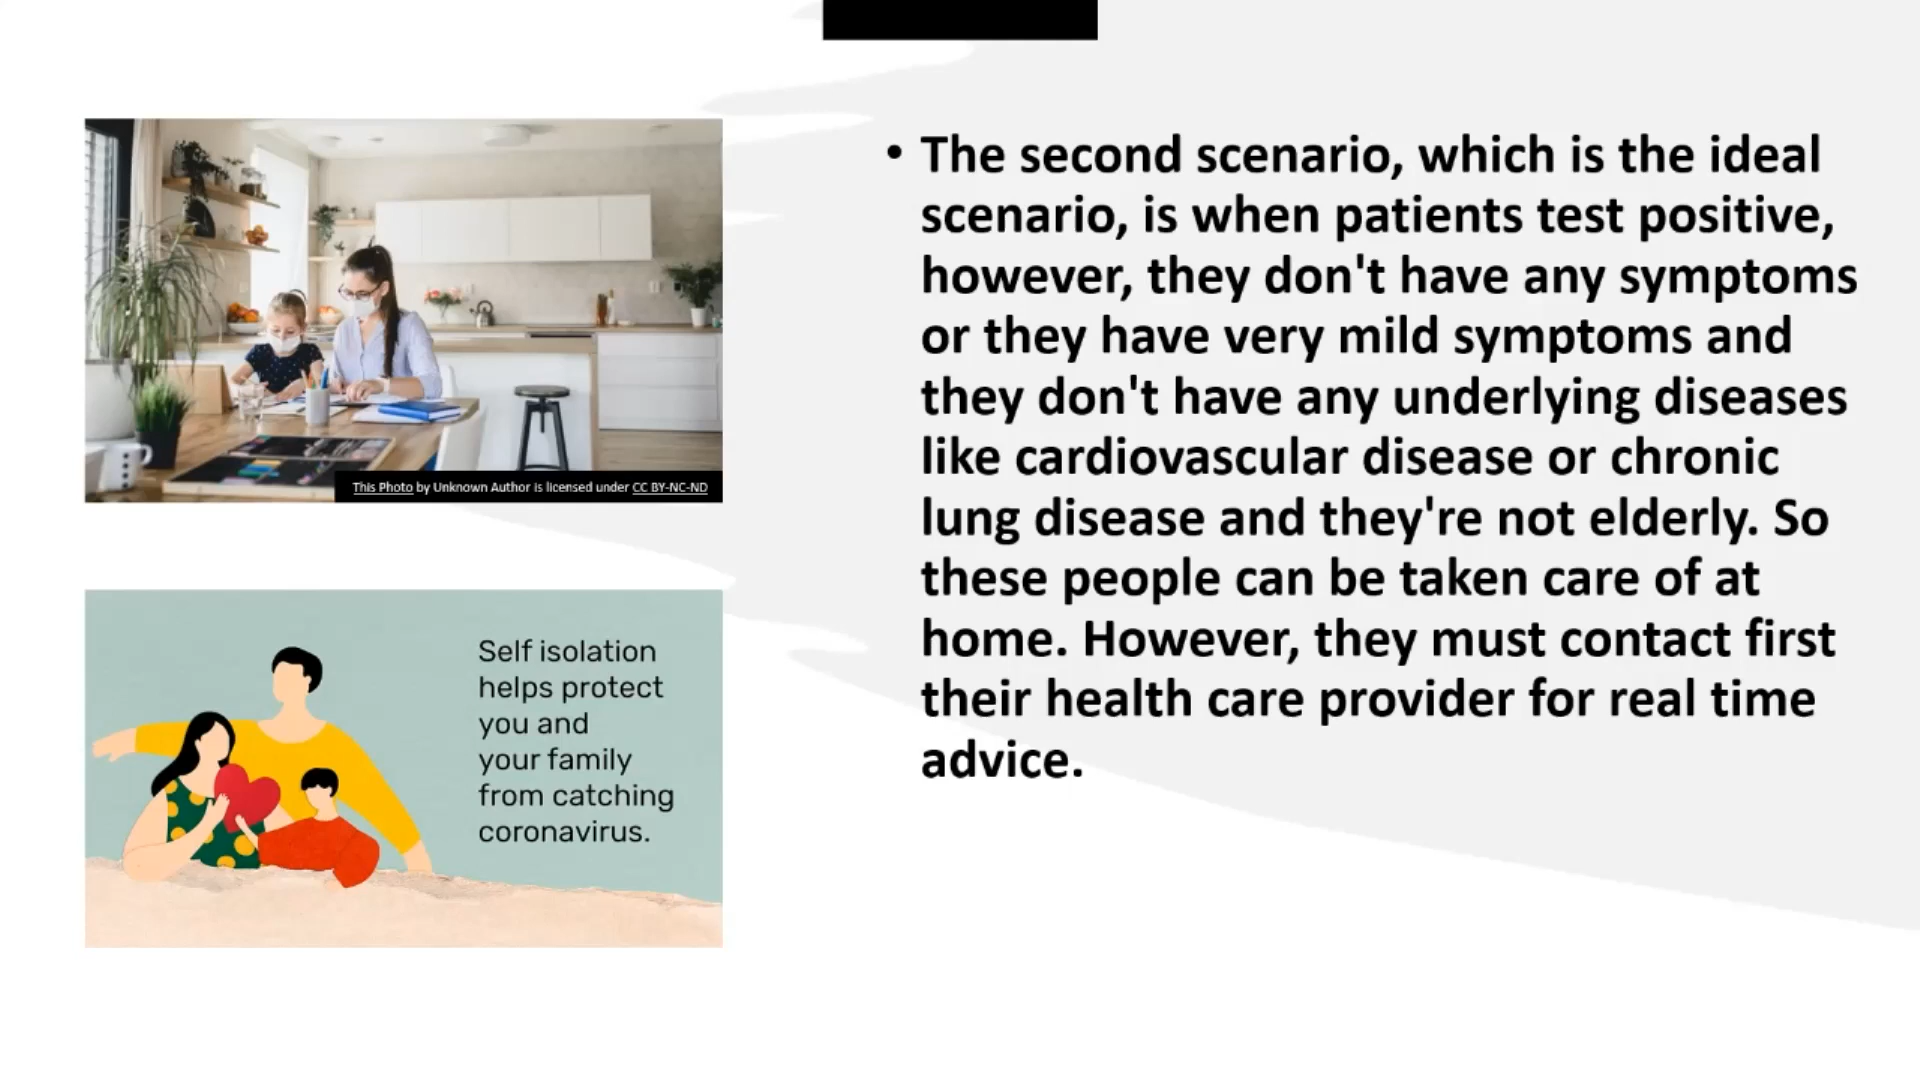 This Photo by Unknown Author is licensed under CC BY-NC-ND
Self isolation
helps protect
you and
your family
from catching
coronavirus.
• The second scenario, which is the ideal
scenario, is when patients test positive,
however, they don't have any symptoms
or they have very mild symptoms and
they don't have any underlying diseases
like cardiovascular disease or chronic
lung disease and they're not elderly. So
these people can be taken care of at
home. However, they must contact first
their health care provider for real time
advice.